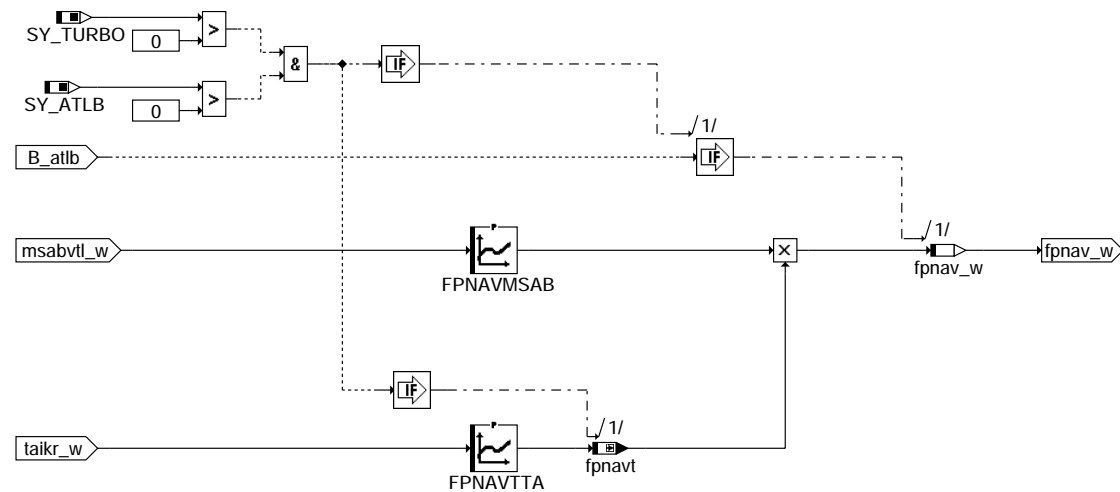 SY_TURBO
0
>
&
IF
SY_ATLB
0
>
/1/
B_atlb
IF
/1/
msabvtl_w
P
FPNAVMSAB
×
fpnav_w
fpnav_w
IF
/1/
taikr_w
P
FPNAVTTA
fpnavt